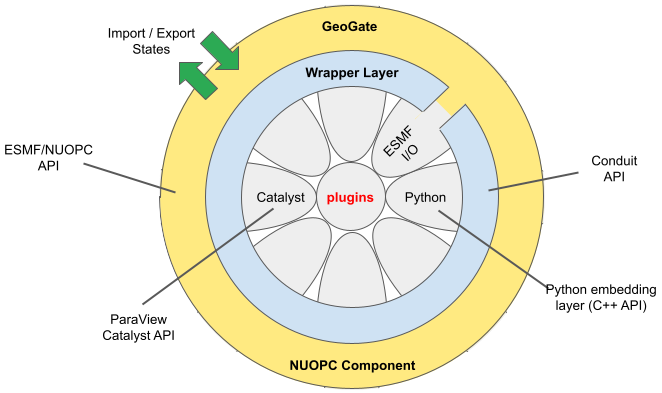 GeoGate
Import / Export
States
Wrapper Layer
ESMF
I/O
ESMF/NUOPC
API
Conduit
API
Catalyst
plugins
Python
Python embedding
layer (C++ API)
ParaView
Catalyst API
NUOPC Component